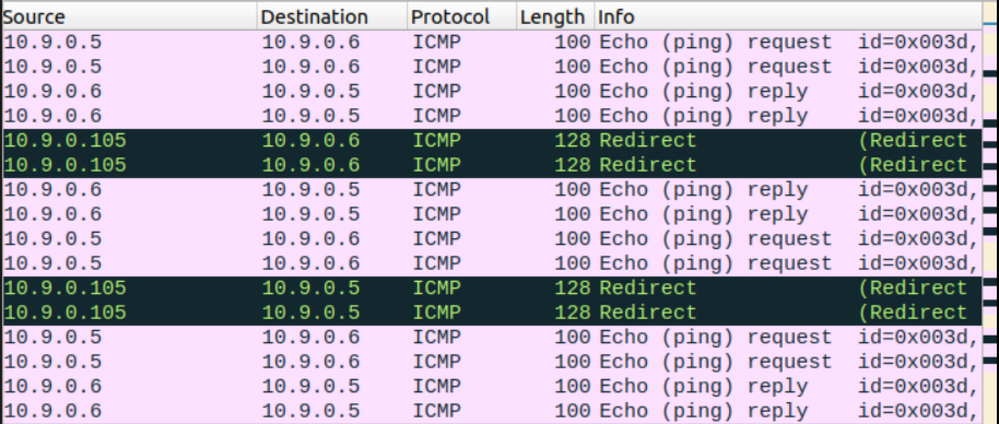 Source Destination Protocol Length Info
10.9.0.5 10.9.0.6 ICMP 100 Echo (ping) request id=0x003d,
10.9.0.5 10.9.0.6 ICMP 100 Echo (ping) request id=0x003d,
10.9.0.6 10.9.0.5 ICMP 100 Echo (ping) reply id=0x003d,
10.9.0.6 10.9.0.5 ICMP 100 Echo (ping) reply id=0x003d,
10.9.0.105 10.9.0.6 ICMP 128 Redirect (Redirect
10.9.0.105 10.9.0.6 ICMP 128 Redirect (Redirect
10.9.0.6 10.9.0.5 ICMP 100 Echo (ping) reply id=0x003d,
10.9.0.6 10.9.0.5 ICMP 100 Echo (ping) reply id=0x003d,
10.9.0.5 10.9.0.6 ICMP 100 Echo (ping) request id=0x003d,
10.9.0.5 10.9.0.6 ICMP 100 Echo (ping) request id=0x003d,
10.9.0.105 10.9.0.5 ICMP 128 Redirect (Redirect
10.9.0.105 10.9.0.5 ICMP 128 Redirect (Redirect
10.9.0.5 10.9.0.6 ICMP 100 Echo (ping) request id=0x003d,
10.9.0.5 10.9.0.6 ICMP 100 Echo (ping) request id=0x003d,
10.9.0.6 10.9.0.5 ICMP 100 Echo (ping) reply id=0x003d,
10.9.0.6 10.9.0.5 ICMP 100 Echo (ping) reply id=0x003d,